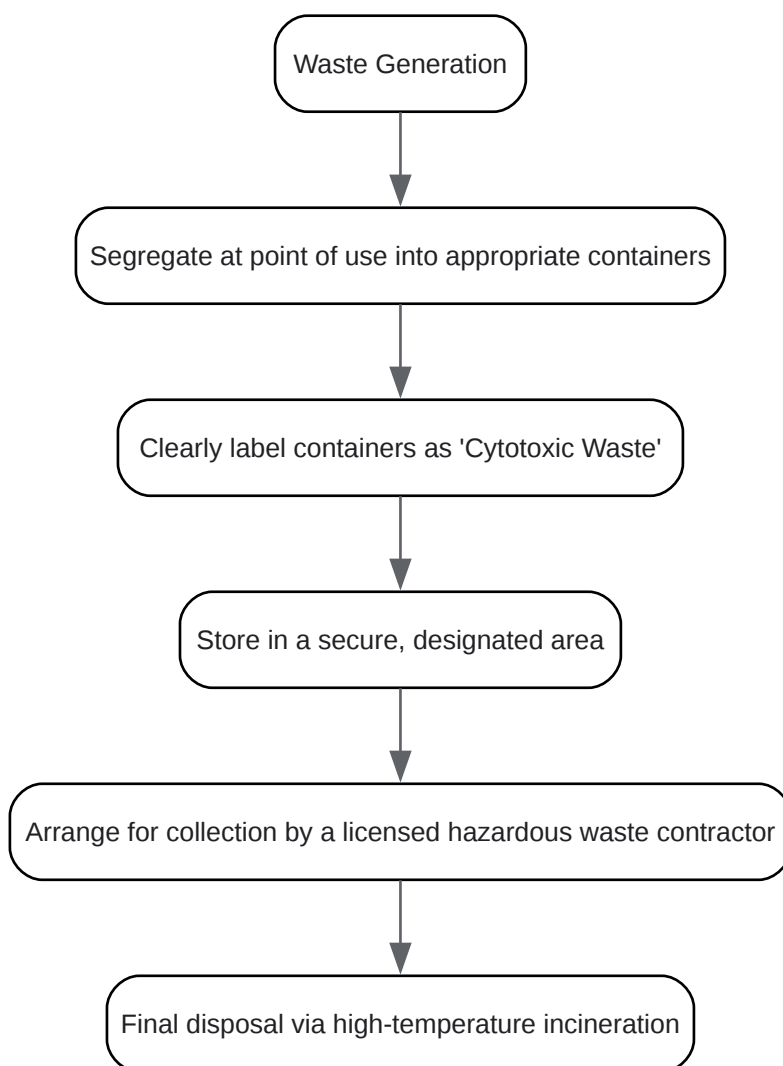 Waste Generation
Segregate at point of use into appropriate containers
Clearly label containers as 'Cytotoxic Waste'
Store in a secure, designated area
Arrange for collection by a licensed hazardous waste contractor
Final disposal via high-temperature incineration